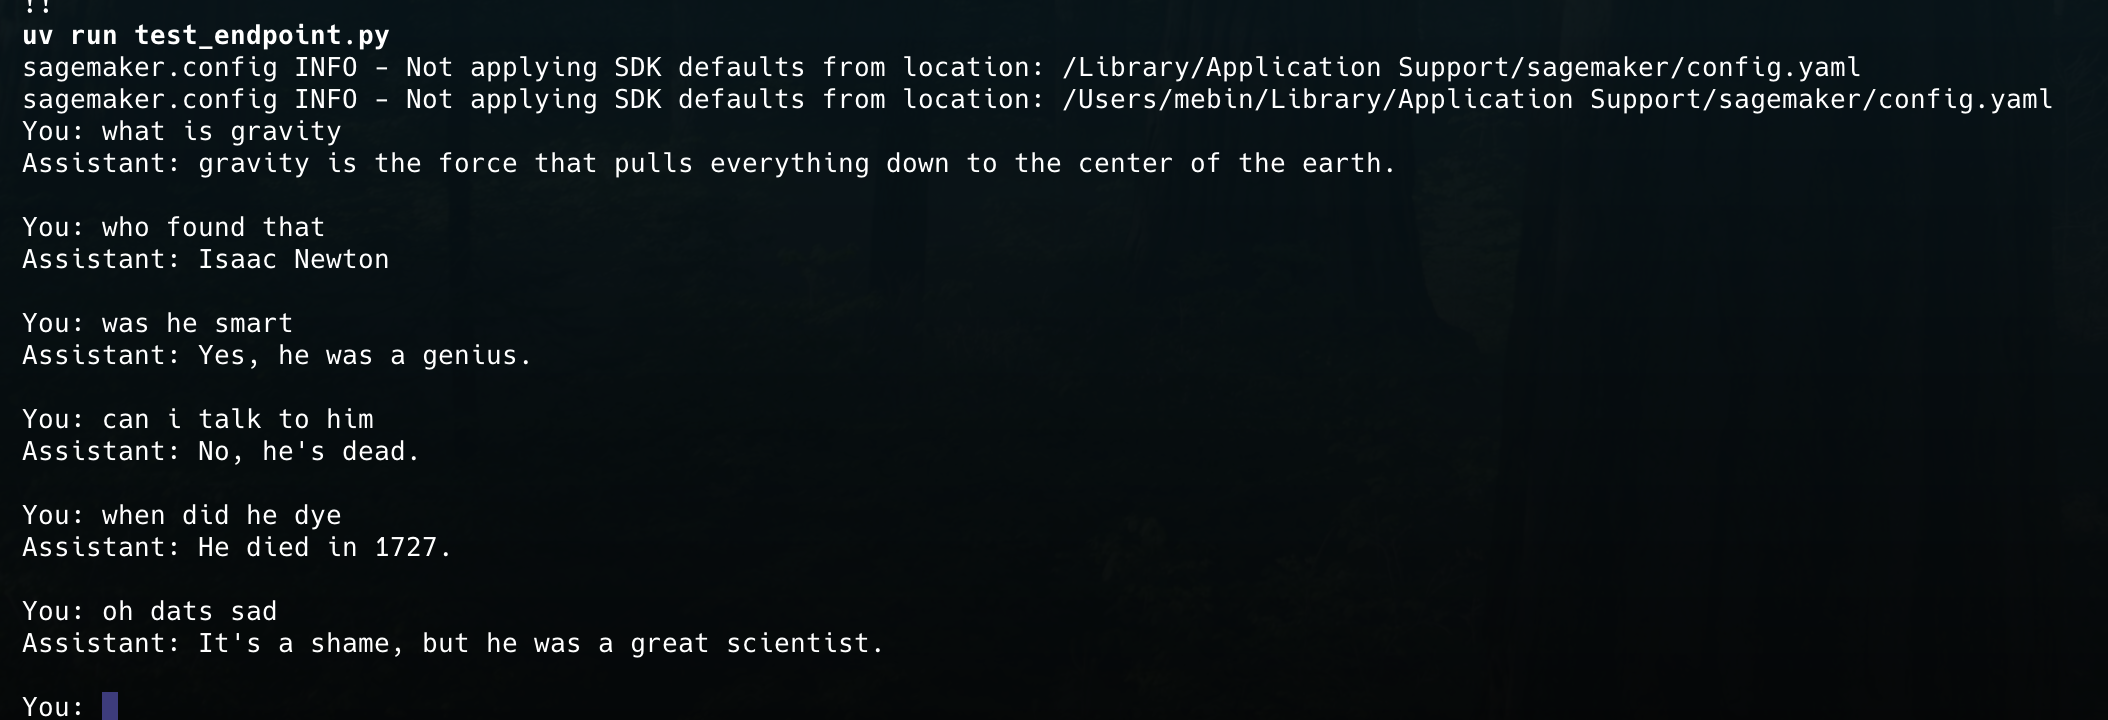 !!
uv run test_endpoint.py
sagemaker.config INFO - Not applying SDK defaults from location: /Library/Application Support/sagemaker/config.yaml
sagemaker.config INFO - Not applying SDK defaults from location: /Users/mebin/Library/Application Support/sagemaker/config.yaml
You: what is gravity
Assistant: gravity is the force that pulls everything down to the center of the earth.
You: who found that
Assistant: Isaac Newton
You: was he smart
Assistant: Yes, he was a genius.
You: can i talk to him
Assistant: No, he's dead.
You: when did he dye
Assistant: He died in 1727.
You: oh dats sad
Assistant: It's a shame, but he was a great scientist.
You: